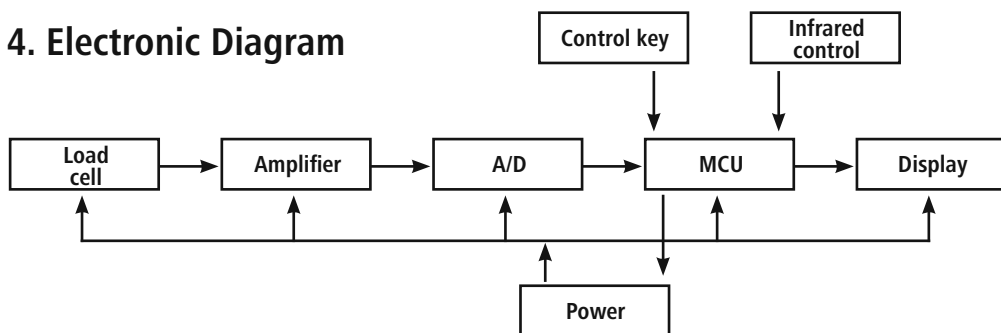 4. Electronic Diagram
Control key
Infrared
control
Load
cell
Amplifier
A/D
MCU
Display
Power